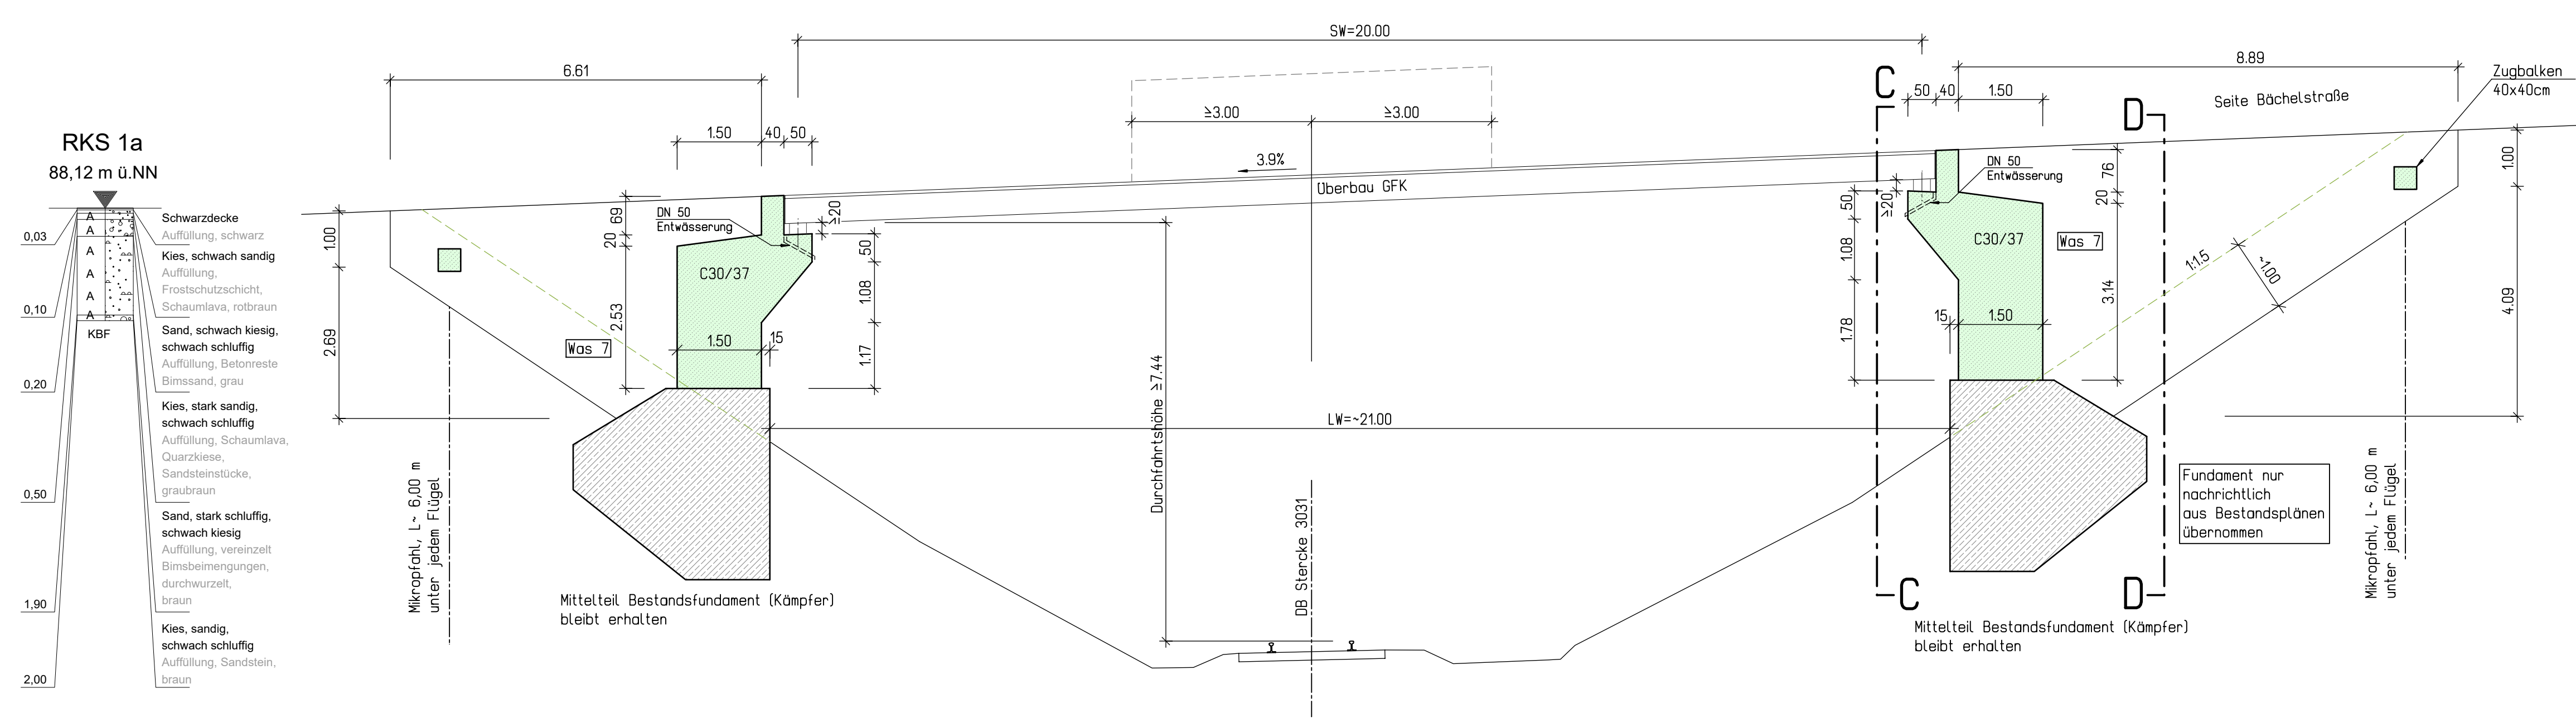 RKS 1a
88,12 m ü.NN
A
A
A
A
A
A
KBF
0,03
0,10
0,20
0,50
1,90
2,00
Schwarzdecke
Auffüllung, schwarz
Kies, schwach sandig
Auffüllung,
Frostschutzschicht,
Schaumlava, rotbraun
Sand, schwach kiesig,
schwach schluffig
Auffüllung, Betonreste
Bimssand, grau
Kies, stark sandig,
schwach schluffig
Auffüllung, Schaumlava,
Quarzkiese,
Sandsteinstücke,
graubraun
Sand, stark schluffig,
schwach kiesig
Auffüllung, vereinzelt
Bimsbeimengungen,
durchwurzelt,
braun
Kies, sandig,
schwach schluffig
Auffüllung, Sandstein,
braun
SW=20.00
6.61
1.50
40
50
≥3.00
≥3.00
3.9%
Überbau GFK
1.00
2.69
69
20
2.53
DN 50
Entwässerung
≥20
C30/37
50
1.08
1.17
1.50
15
Was 7
Mikropfahl, L~ 6,00 m
unter jedem Flügel
Mittelteil Bestandsfundament (Kämpfer)
bleibt erhalten
Durchfahrtshöhe ≥7.44
LW=~21.00
DB Strecke 3031
C
D
50
40
1.50
8.89
Seite Bächelstraße
Zugbalken
40x40cm
DN 50
Entwässerung
≥20
50
1.08
1.78
C30/37
Was 7
15
1.50
76
20
3.14
1:1.5
~1.00
1.00
4.09
C
D
Fundament nur
nachrichtlich
aus Bestandsplänen
übernommen
Mikropfahl, L~ 6,00 m
unter jedem Flügel
Mittelteil Bestandsfundament (Kämpfer)
bleibt erhalten